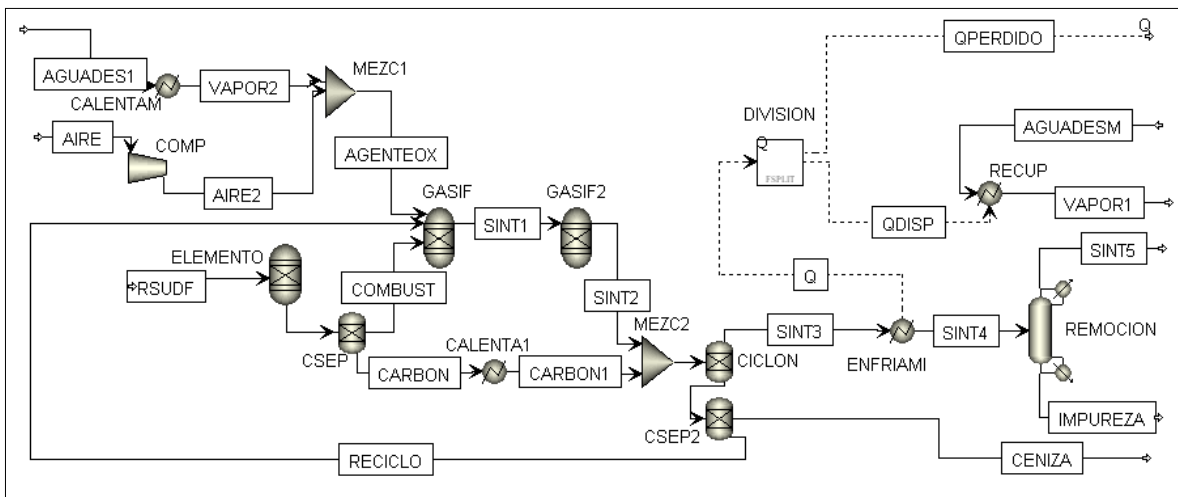 QPERDIDO
Q
AGUADES1
VAPOR2
MEZC1
CALENTAM
DIVISION
AGUADESM
AIRE
COMP
Q
FSPLIT
RECUP
AGENTEOX
AIRE2
GASIF
GASIF2
VAPOR1
SINT1
QDISP
ELEMENTO
SINT5
RSUDF
COMBUST
SINT2
Q
MEZC2
SINT3
SINT4
REMOCION
CSEP
CALENTA1
CICLON
ENFRIAMI
CARBON
CARBON1
CSEP2
IMPUREZA
RECICLO
CENIZA